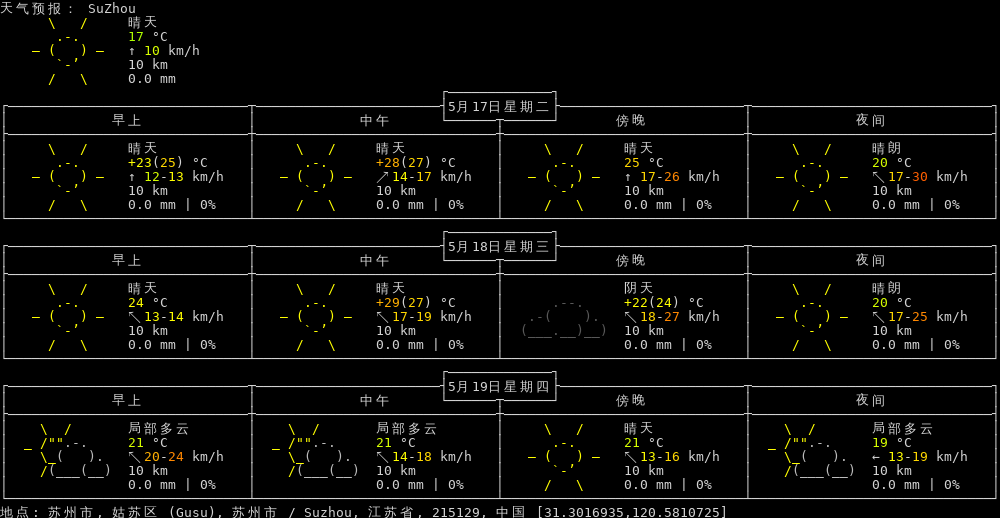 天气预报: SuZhou
晴天
17 °C
↑ 10 km/h
10 km
0.0 mm
5月17日星期二
早上 中午 傍晚 夜间
晴天 晴天 晴天 晴朗
+23(25) °C +28(27) °C 25 °C 20 °C
↑ 12-13 km/h ↗ 14-17 km/h ↑ 17-26 km/h ↖ 17-30 km/h
10 km 10 km 10 km 10 km
0.0 mm | 0% 0.0 mm | 0% 0.0 mm | 0% 0.0 mm | 0%
5月18日星期三
早上 中午 傍晚 夜间
晴天 晴天 阴天 晴朗
24 °C +29(27) °C +22(24) °C 20 °C
↖ 13-14 km/h ↖ 17-19 km/h ↖ 18-27 km/h ↖ 17-25 km/h
10 km 10 km 10 km 10 km
0.0 mm | 0% 0.0 mm | 0% 0.0 mm | 0% 0.0 mm | 0%
5月19日星期四
早上 中午 傍晚 夜间
局部多云 局部多云 晴天 局部多云
21 °C 21 °C 21 °C 19 °C
↖ 20-24 km/h ↖ 14-18 km/h ↖ 13-16 km/h ← 13-19 km/h
10 km 10 km 10 km 10 km
0.0 mm | 0% 0.0 mm | 0% 0.0 mm | 0% 0.0 mm | 0%
地点: 苏州市, 姑苏区 (Gusu), 苏州市 / Suzhou, 江苏省, 215129, 中国 [31.3016935,120.5810725]